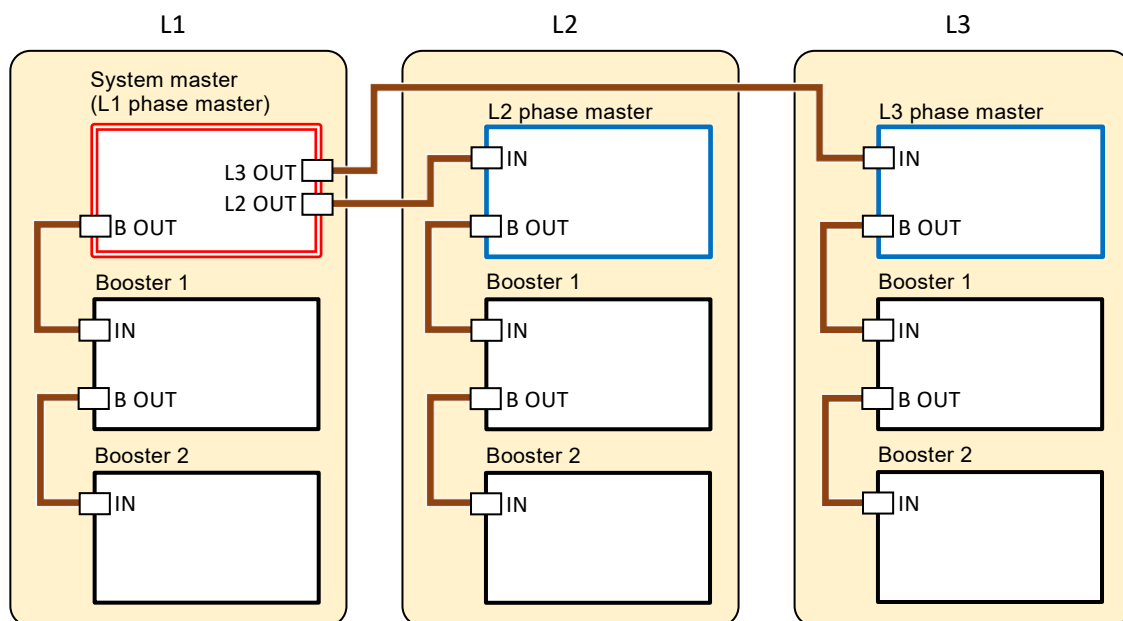 L1
L2
L3
System master
(L1 phase master)
L3 OUT
L2 OUT
B OUT
Booster 1
IN
B OUT
Booster 2
IN
L2 phase master
IN
B OUT
Booster 1
IN
B OUT
Booster 2
IN
L3 phase master
IN
B OUT
Booster 1
IN
B OUT
Booster 2
IN